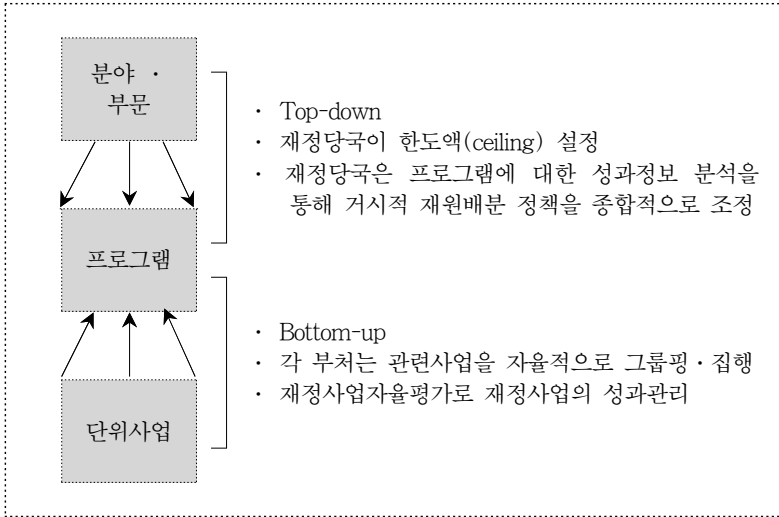 분야 ·
부문
· Top-down
· 재정당국이 한도액(ceiling) 설정
· 재정당국은 프로그램에 대한 성과정보 분석을
통해 거시적 재원배분 정책을 종합적으로 조정
프로그램
· Bottom-up
· 각 부처는 관련사업을 자율적으로 그룹핑·집행
· 재정사업자율평가로 재정사업의 성과관리
단위사업